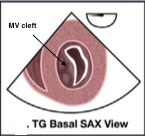 MV cleft
. TG Basal SAX View